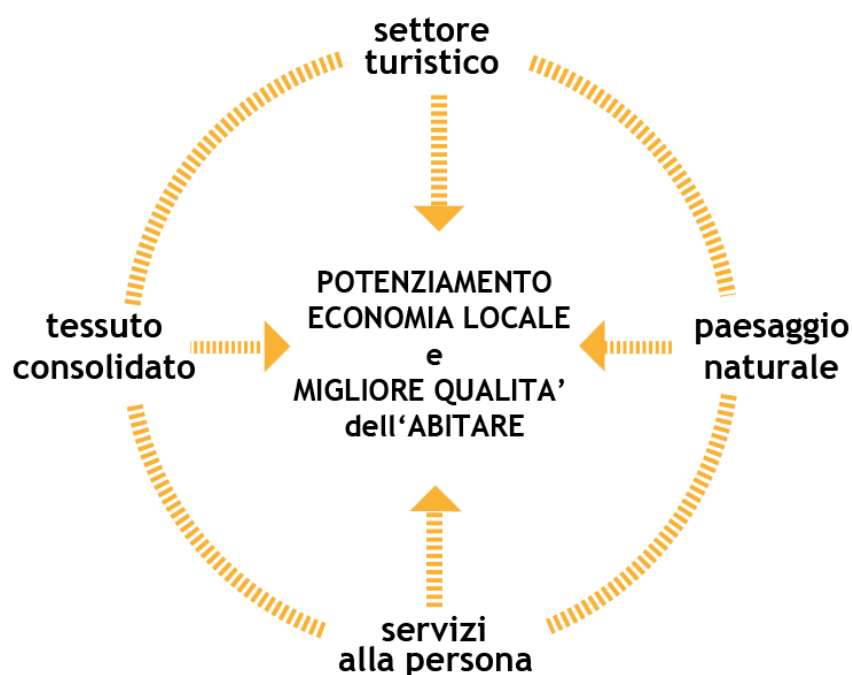 settore
turistico
POTENZIAMENTO
ECONOMIA LOCALE
e
MIGLIORE QUALITA’
dell‘ABITARE
tessuto
consolidato
paesaggio
naturale
servizi
alla persona